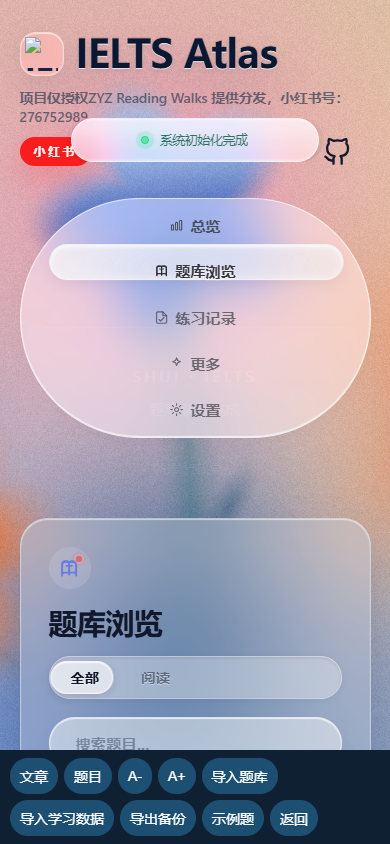 IELTS Atlas
项目仅授权ZYZ Reading Walks 提供分发，小红书号：
276752989
小红书
系统初始化完成
总览
题库浏览
练习记录
更多
设置
题库浏览
全部
阅读
搜索题目...
文章
题目
A-
A+
导入题库
导入学习数据
导出备份
示例题
返回